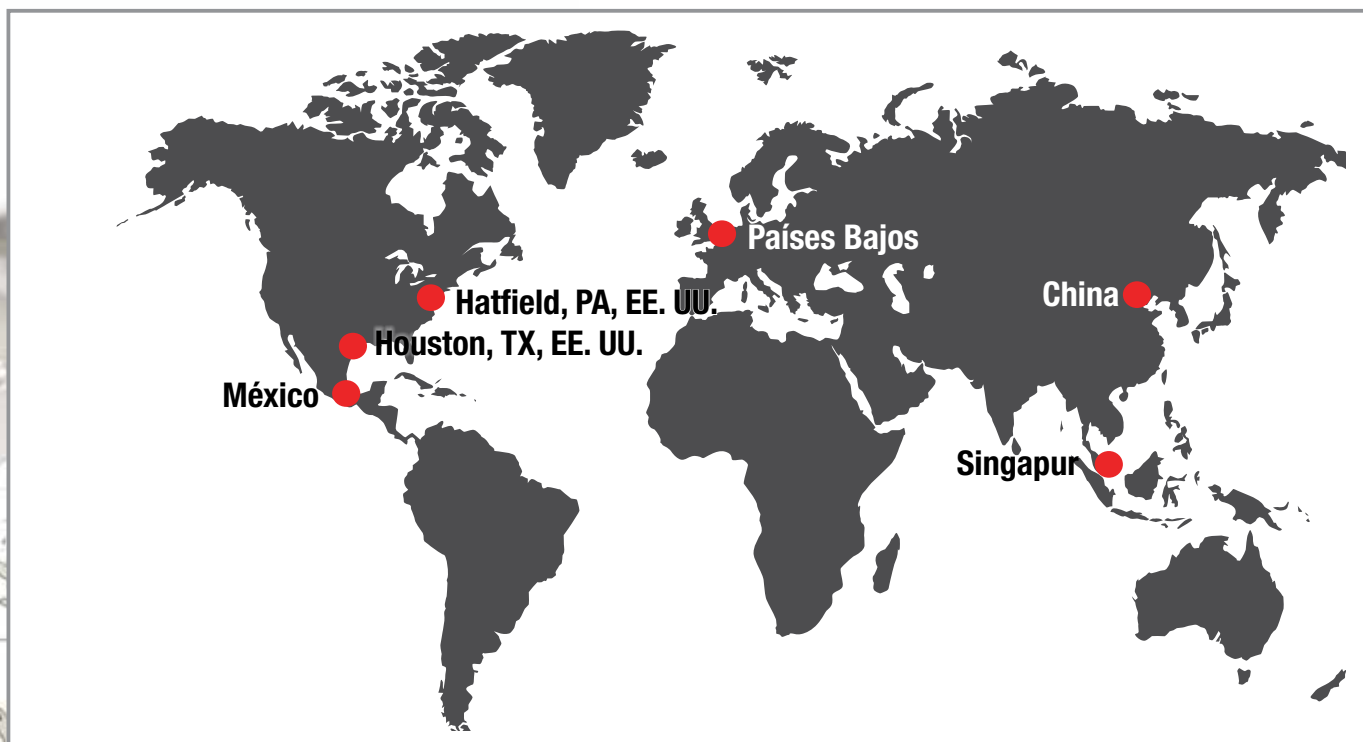 Países Bajos
China
Hatfield, PA, EE. UU.
Houston, TX, EE. UU.
México
Singapur